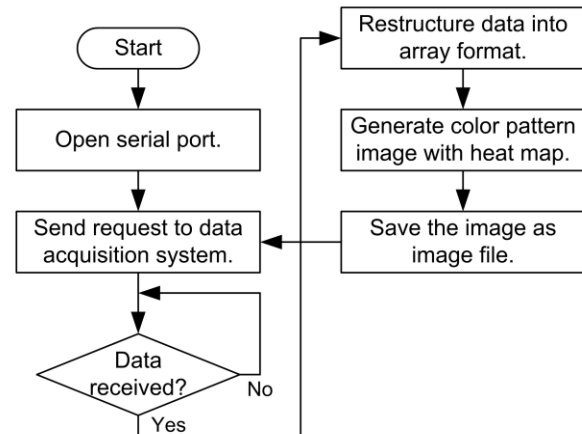 Start
Open serial port.
Send request to data
acquisition system.
Data
received?
No
Yes
Restructure data into
array format.
Generate color pattern
image with heat map.
Save the image as
image file.